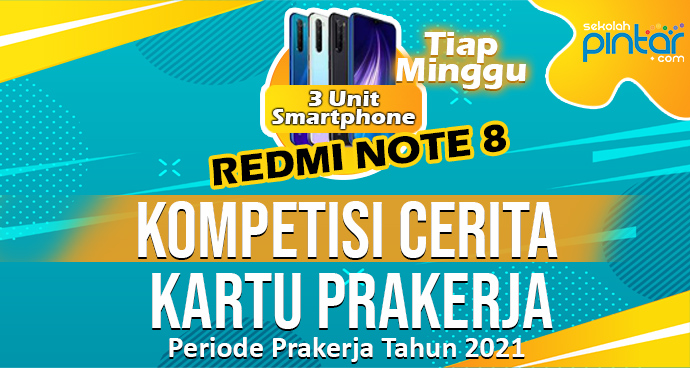 sekolah
pintar
.com
Tiap
Minggu
3 Unit
Smartphone
REDMI NOTE 8
KOMPETISI CERITA
KARTU PRAKERJA
Periode Prakerja Tahun 2021